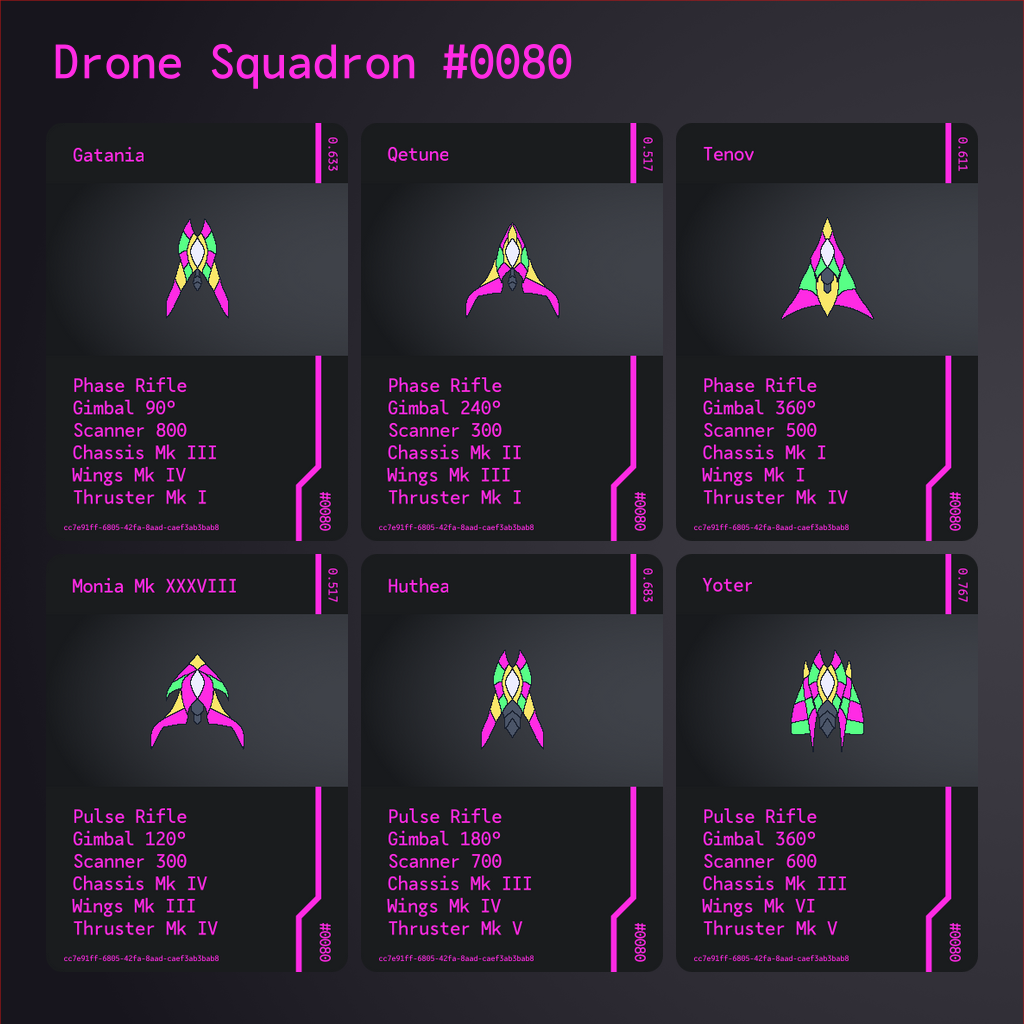 Drone Squadron #0080
Gatania
0.633
Phase Rifle
Gimbal 90°
Scanner 800
Chassis Mk III
Wings Mk IV
Thruster Mk I
#0080
cc7e91ff-6805-42fa-8aad-caef3ab3bab8
Qetune
0.517
Phase Rifle
Gimbal 240°
Scanner 300
Chassis Mk II
Wings Mk III
Thruster Mk I
#0080
cc7e91ff-6805-42fa-8aad-caef3ab3bab8
Tenov
0.611
Phase Rifle
Gimbal 360°
Scanner 500
Chassis Mk I
Wings Mk I
Thruster Mk IV
#0080
cc7e91ff-6805-42fa-8aad-caef3ab3bab8
Monia Mk XXXVIII
0.517
Pulse Rifle
Gimbal 120°
Scanner 300
Chassis Mk IV
Wings Mk III
Thruster Mk IV
#0080
cc7e91ff-6805-42fa-8aad-caef3ab3bab8
Huthea
0.683
Pulse Rifle
Gimbal 180°
Scanner 700
Chassis Mk III
Wings Mk IV
Thruster Mk V
#0080
cc7e91ff-6805-42fa-8aad-caef3ab3bab8
Yoter
0.767
Pulse Rifle
Gimbal 360°
Scanner 600
Chassis Mk III
Wings Mk VI
Thruster Mk V
#0080
cc7e91ff-6805-42fa-8aad-caef3ab3bab8